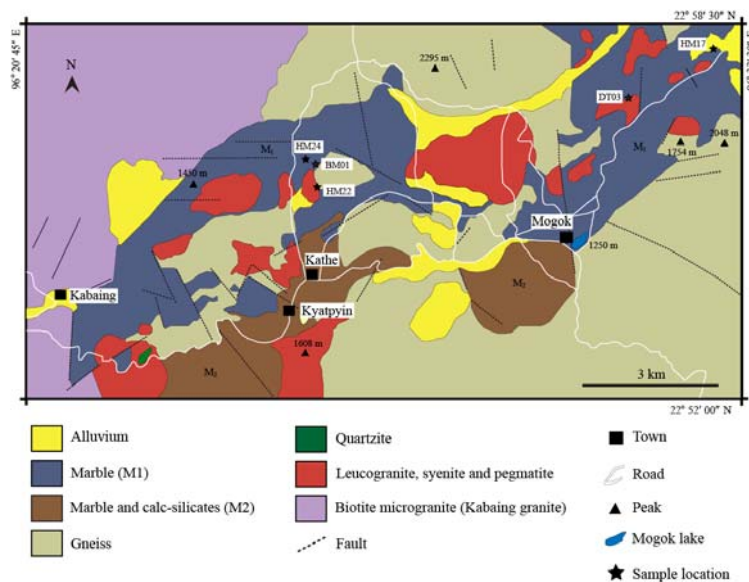 22° 58' 30" N
96° 20' 45" E
HM17
2295 m
N
DT03
M₁
HM24
M₁
BM01
2048 m
1754 m
1450 m
HM22
Mogok
1250 m
Kathe
M₂
Kabaing
Kyatpyin
1608 m
M₂
3 km
22° 52' 00" N
Alluvium
Quartzite
Town
Marble (M1)
Leucogranite, syenite and pegmatite
Road
Marble and calc-silicates (M2)
Biotite microgranite (Kabaing granite)
Peak
Gneiss
Fault
Mogok lake
Sample location